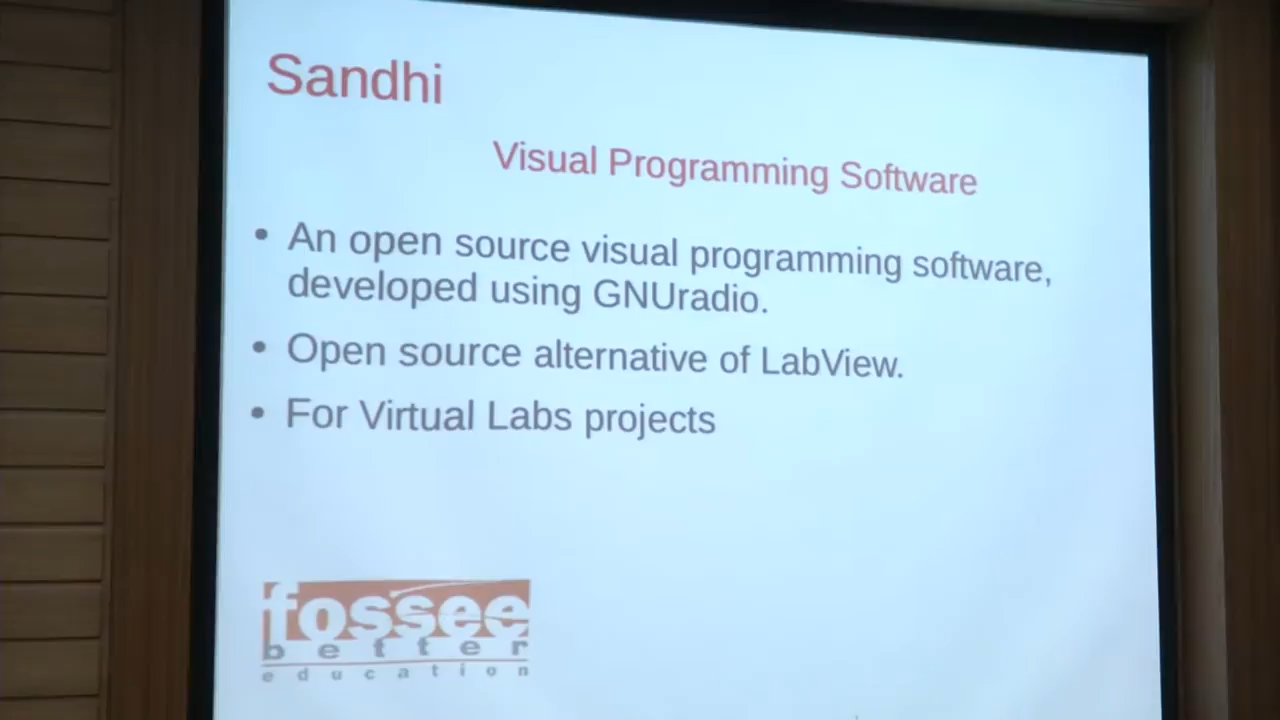 Sandhi
Visual Programming Software
• An open source visual programming software,
developed using GNUradio.
• Open source alternative of LabView.
• For Virtual Labs projects
fossee
better
education